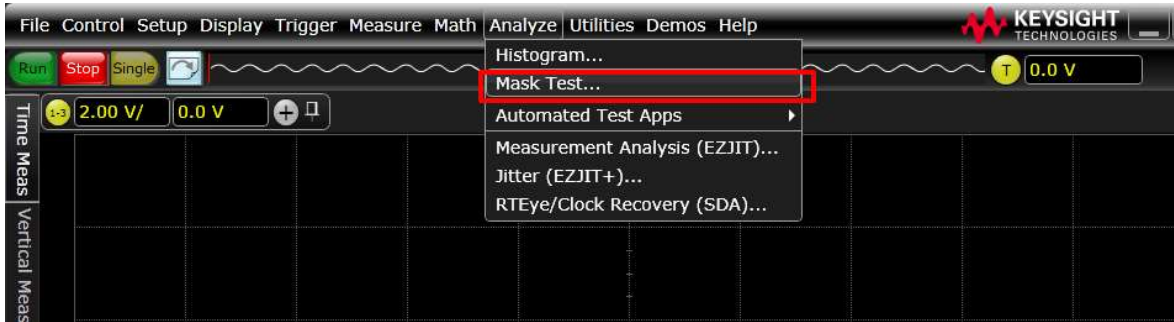 File Control Setup Display Trigger Measure Math Analyze Utilities Demos Help
KEYSIGHT
TECHNOLOGIES
Run Stop Single
T 0.0 V
Histogram...
Mask Test...
Automated Test Apps
Measurement Analysis (EZJIT)...
Jitter (EZJIT+)...
RTEye/Clock Recovery (SDA)...
1-3 2.00 V/ 0.0 V
Time Meas
Vertical Meas